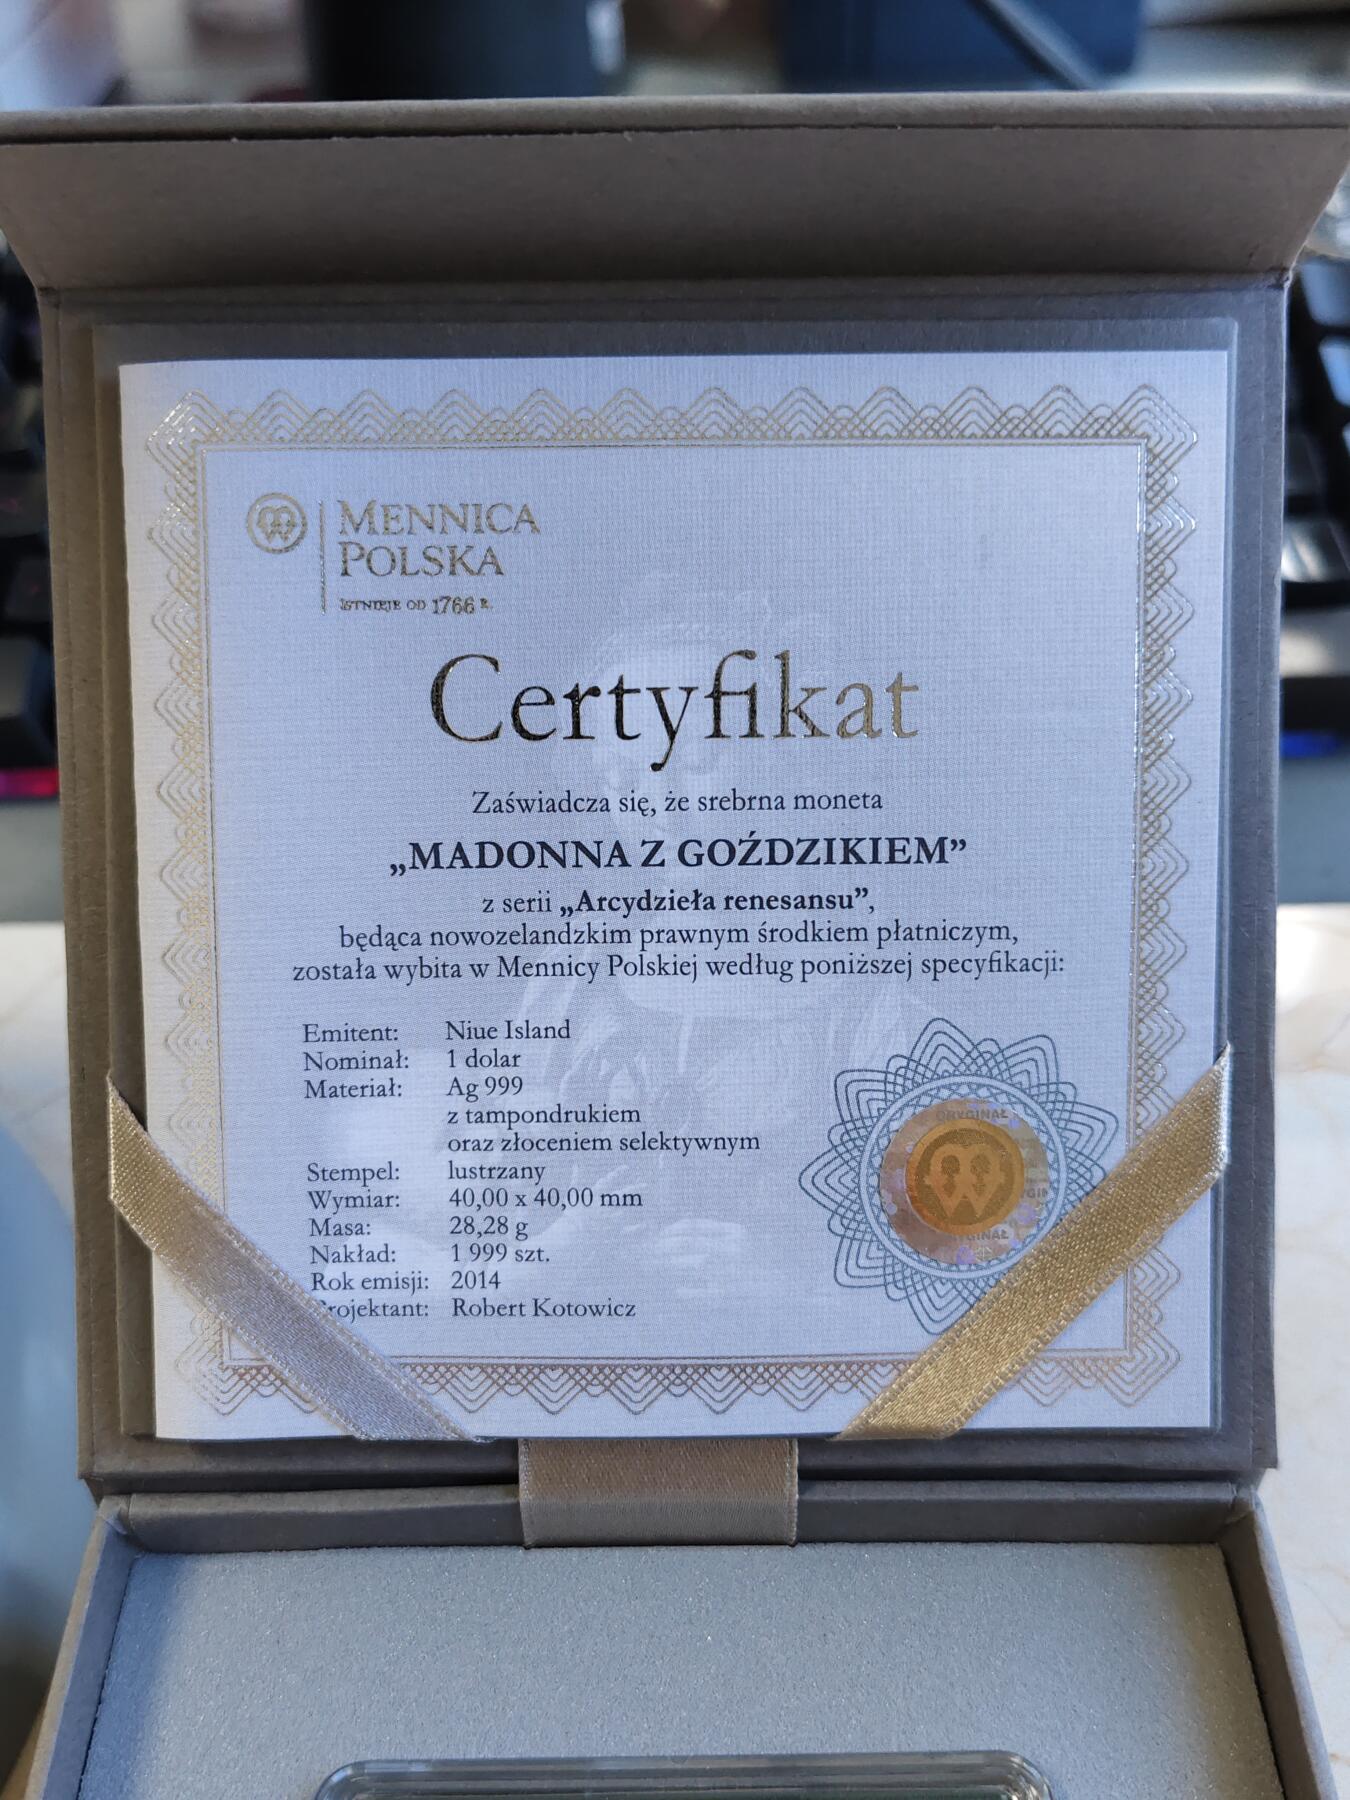 MENNICA
POLSKA
ISTNIEJE OD 1766 R.
Certyfikat
Zaświadcza się, że srebrna moneta
„MADONNA Z GOŹDZIKIEM”
z serii „Arcydzieła renesansu”,
będąca nowozelandzkim prawnym środkiem płatniczym,
została wybita w Mennicy Polskiej według poniższej specyfikacji:
Emitent: Niue Island
Nominał: 1 dolar
Materiał: Ag 999
z tampondrukiem
oraz złoceniem selektywnym
Stempel: lustrzany
Wymiar: 40,00 x 40,00 mm
Masa: 28,28 g
Nakład: 1 999 szt.
Rok emisji: 2014
Projektant: Robert Kotowicz
ORYGINAŁ